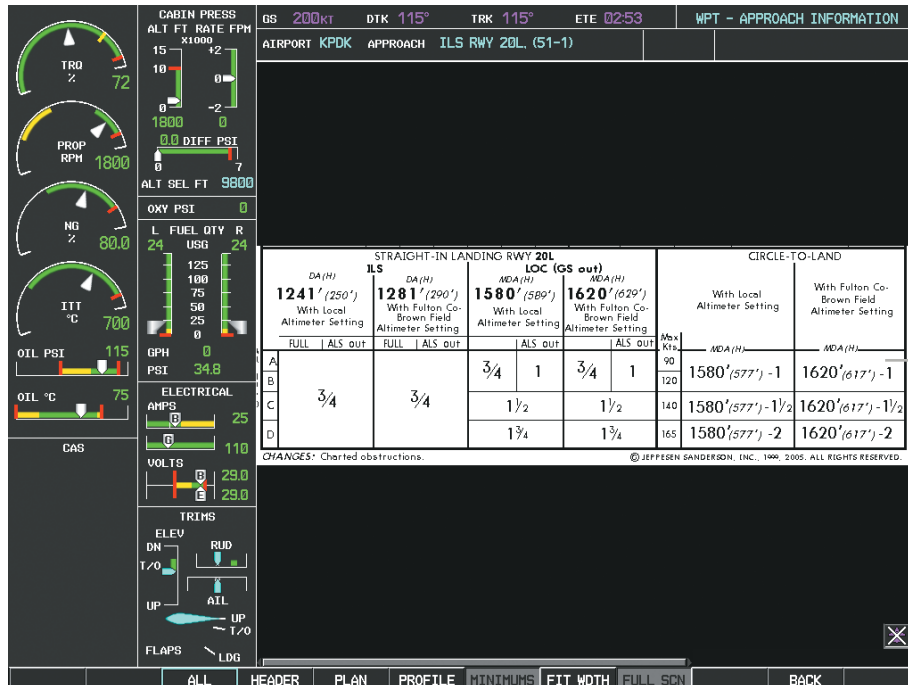 GS 200KT DTK 115° TRK 115° ETE 02:53 WPT – APPROACH INFORMATION
AIRPORT KPDK APPROACH ILS RWY 20L, (51-1)
TRQ
%
72
PROP
RPM
1800
NG
%
80.0
ITT
°C
700
OIL PSI 115
OIL °C 75
CAS
CABIN PRESS
ALT FT RATE FPM
X1000
15 +2
10
0
0 -2
1800 0
0.0 DIFF PSI
0 7
ALT SEL FT 9800
OXY PSI 0
L FUEL QTY R
24 USG 24
125
100
75
50
25
0
GPH 0
PSI 34.8
ELECTRICAL
AMPS
B 25
G 110
VOLTS
B 29.0
E 29.0
TRIMS
ELEV
DN RUD
T/O
UP AIL
UP
T/O
FLAPS LDG
STRAIGHT-IN LANDING RWY 20L CIRCLE-TO-LAND
ILS LOC (GS out)
DA(H) DA(H) MDA(H) MDA(H)
1241' (250') 1281' (290') 1580' (589') 1620' (629')
With Local Altimeter Setting
With Fulton Co-Brown Field Altimeter Setting
With Local Altimeter Setting
With Fulton Co-Brown Field Altimeter Setting
With Local Altimeter Setting
With Fulton Co-Brown Field Altimeter Setting
FULL ALS out FULL ALS out ALS out ALS out
Max Kts. MDA(H) MDA(H)
A 3/4 3/4 3/4 1 3/4 1 90 1580' (577') - 1 1620' (617') - 1
B 120
C 1 1/2 1 1/2 140 1580' (577') - 1 1/2 1620' (617') - 1 1/2
D 1 3/4 1 3/4 165 1580' (577') - 2 1620' (617') - 2
CHANGES: Charted obstructions. © JEPPESEN SANDERSON, INC., 1999, 2005. ALL RIGHTS RESERVED.
ALL HEADER PLAN PROFILE MINIMUMS FIT WDTH FULL SCN BACK